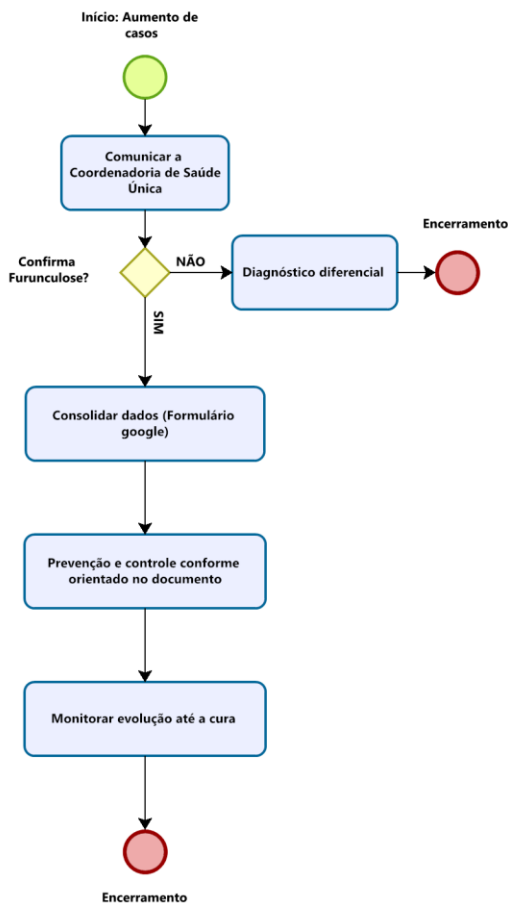 Início: Aumento de
casos
Comunicar a
Coordenadoria de Saúde
Única
Confirma
Furunculose?
NÃO
Diagnóstico diferencial
Encerramento
SIM
Consolidar dados (Formulário
google)
Prevenção e controle conforme
orientado no documento
Monitorar evolução até a cura
Encerramento